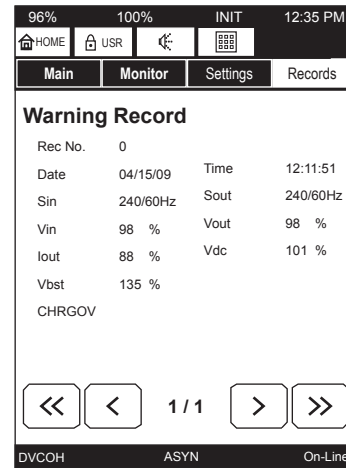 96% 100% INIT 12:35 PM
HOME USR
Main Monitor Settings Records
Warning Record
Rec No. 0
Date 04/15/09 Time 12:11:51
Sin 240/60Hz Sout 240/60Hz
Vin 98 % Vout 98 %
Iout 88 % Vdc 101 %
Vbst 135 %
CHRGOV
1 / 1
DVCOH ASYN On-Line